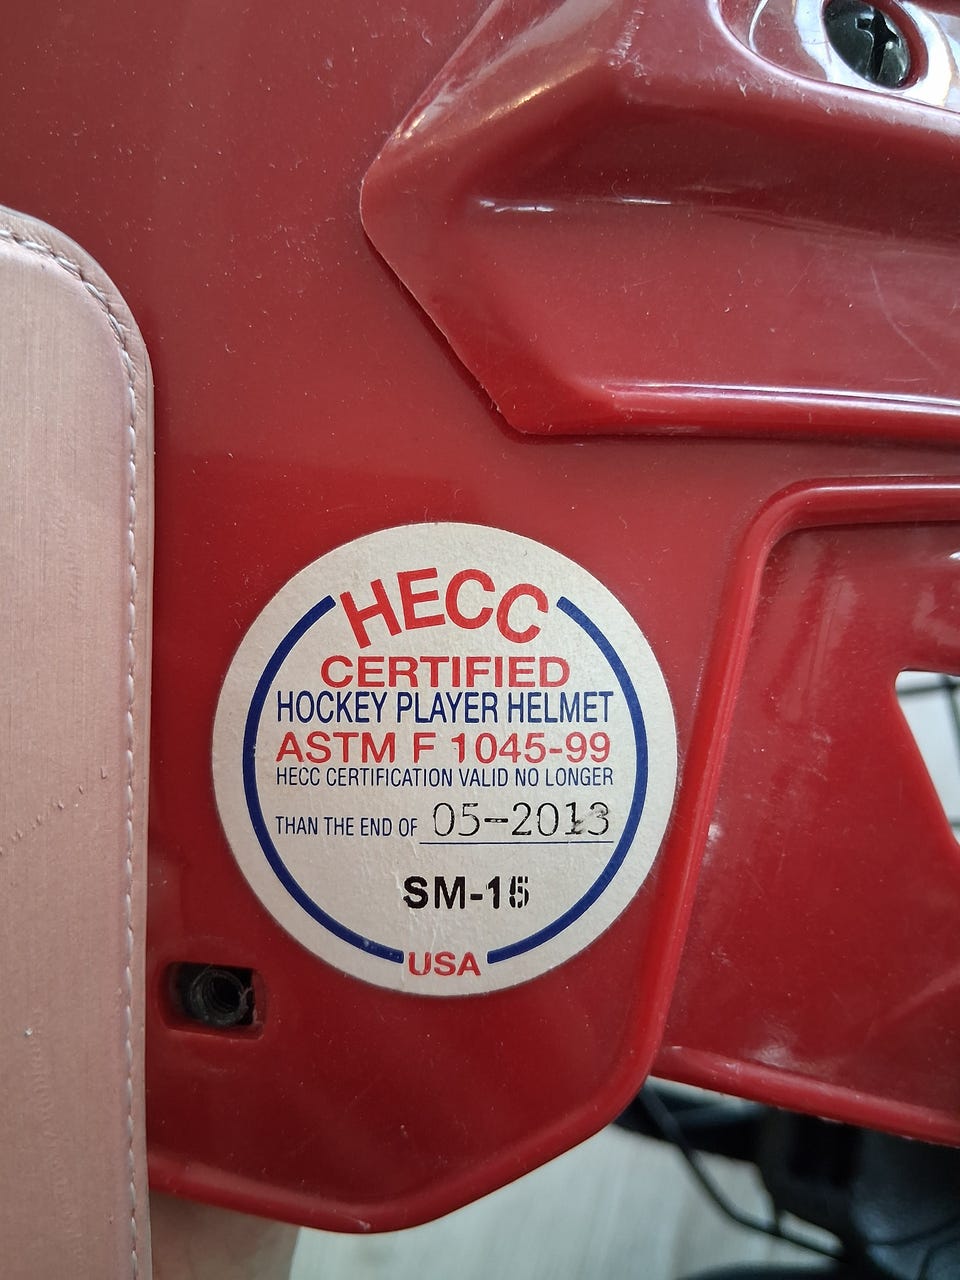 HECC
CERTIFIED
HOCKEY PLAYER HELMET
ASTM F 1045-99
HECC CERTIFICATION VALID NO LONGER
THAN THE END OF 05-2013
SM-15
USA